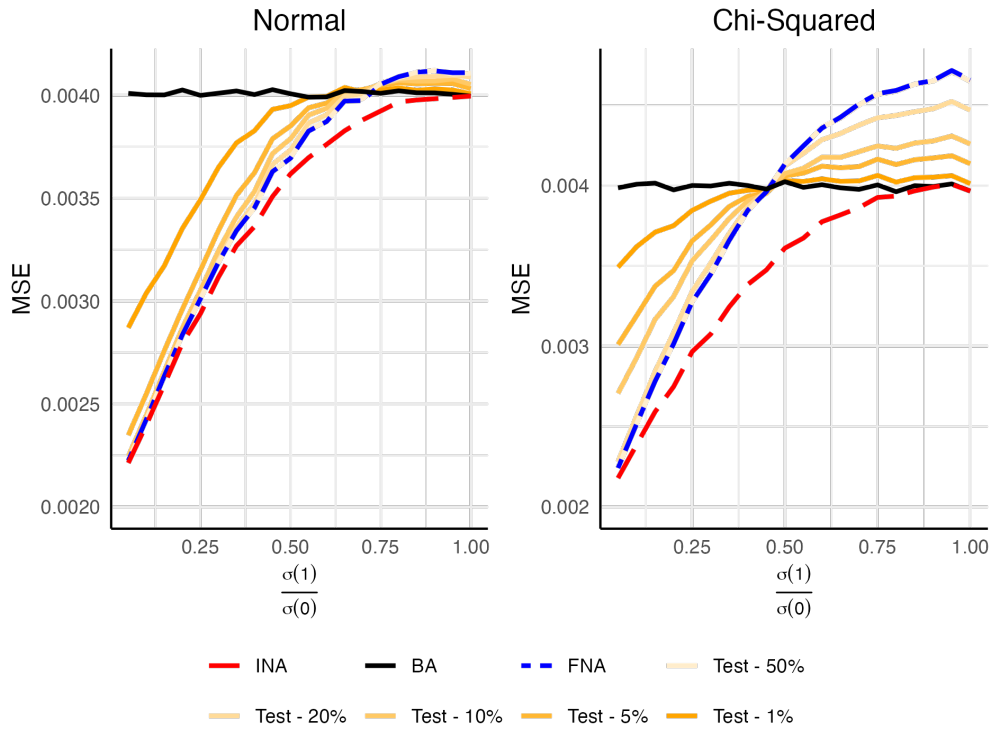 Normal
Chi-Squared
MSE
0.0040
0.0035
0.0030
0.0025
0.0020
0.25 0.50 0.75 1.00
σ(1)
σ(0)
MSE
0.004
0.003
0.002
0.25 0.50 0.75 1.00
σ(1)
σ(0)
INA BA FNA Test - 50%
Test - 20% Test - 10% Test - 5% Test - 1%